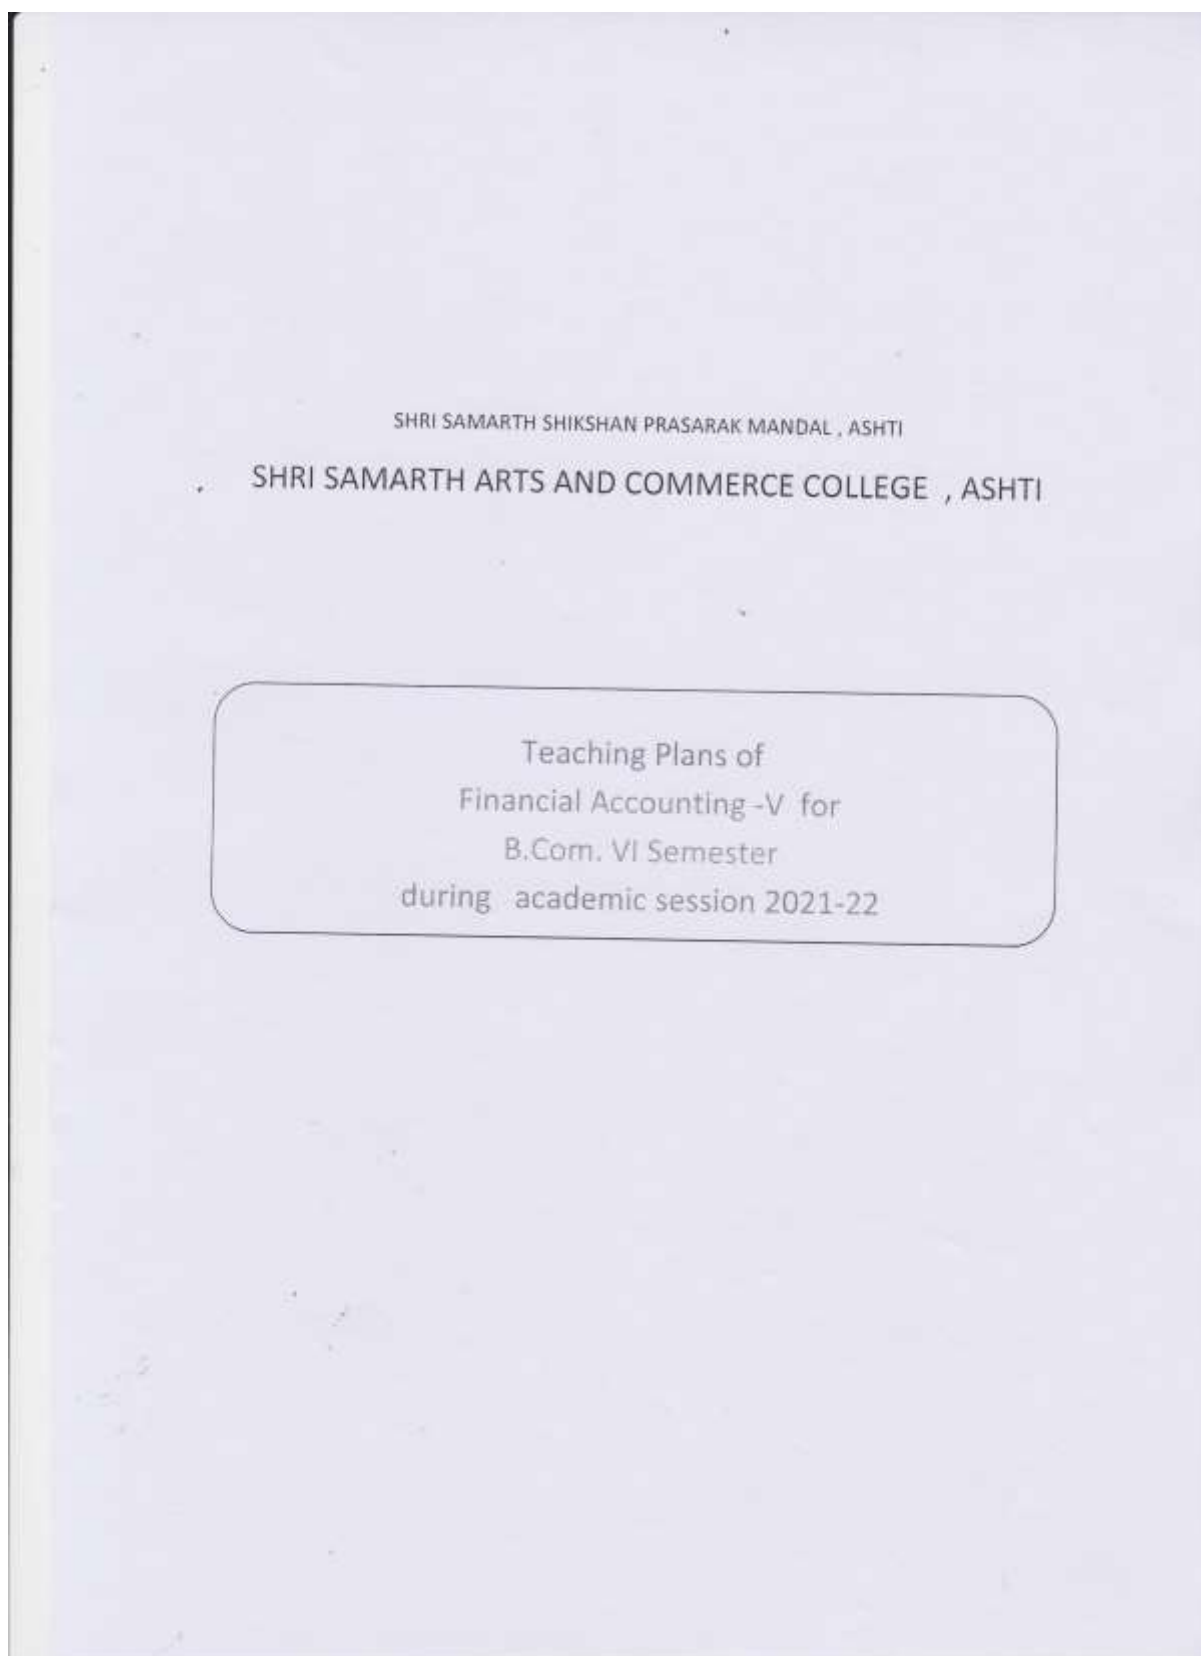 SHRI SAMARTH SHIKSHAN PRASARAK MANDAL , ASHTI
SHRI SAMARTH ARTS AND COMMERCE COLLEGE , ASHTI
Teaching Plans of
Financial Accounting -V for
B.Com. VI Semester
during academic session 2021-22